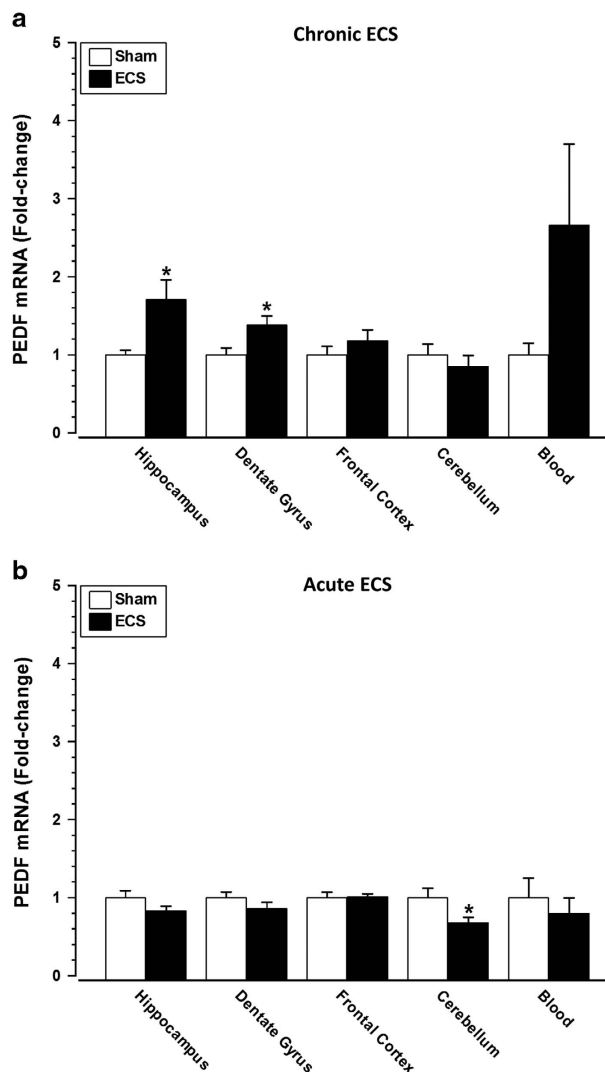 a
Chronic ECS
Sham
ECS
PEDF mRNA (Fold-change)
5
4
3
2
1
0
*
*
Hippocampus
Dentate Gyrus
Frontal Cortex
Cerebellum
Blood
b
Acute ECS
Sham
ECS
PEDF mRNA (Fold-change)
5
4
3
2
1
0
*
Hippocampus
Dentate Gyrus
Frontal Cortex
Cerebellum
Blood